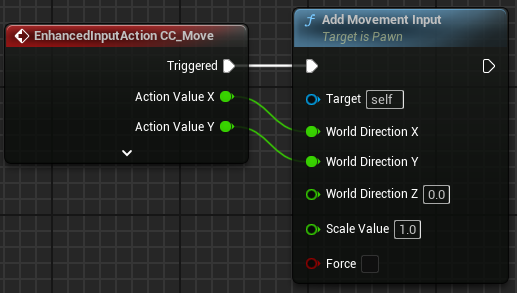 EnhancedInputAction CC_Move
Triggered
Action Value X
Action Value Y
f Add Movement Input
Target is Pawn
Target self
World Direction X
World Direction Y
World Direction Z 0.0
Scale Value 1.0
Force